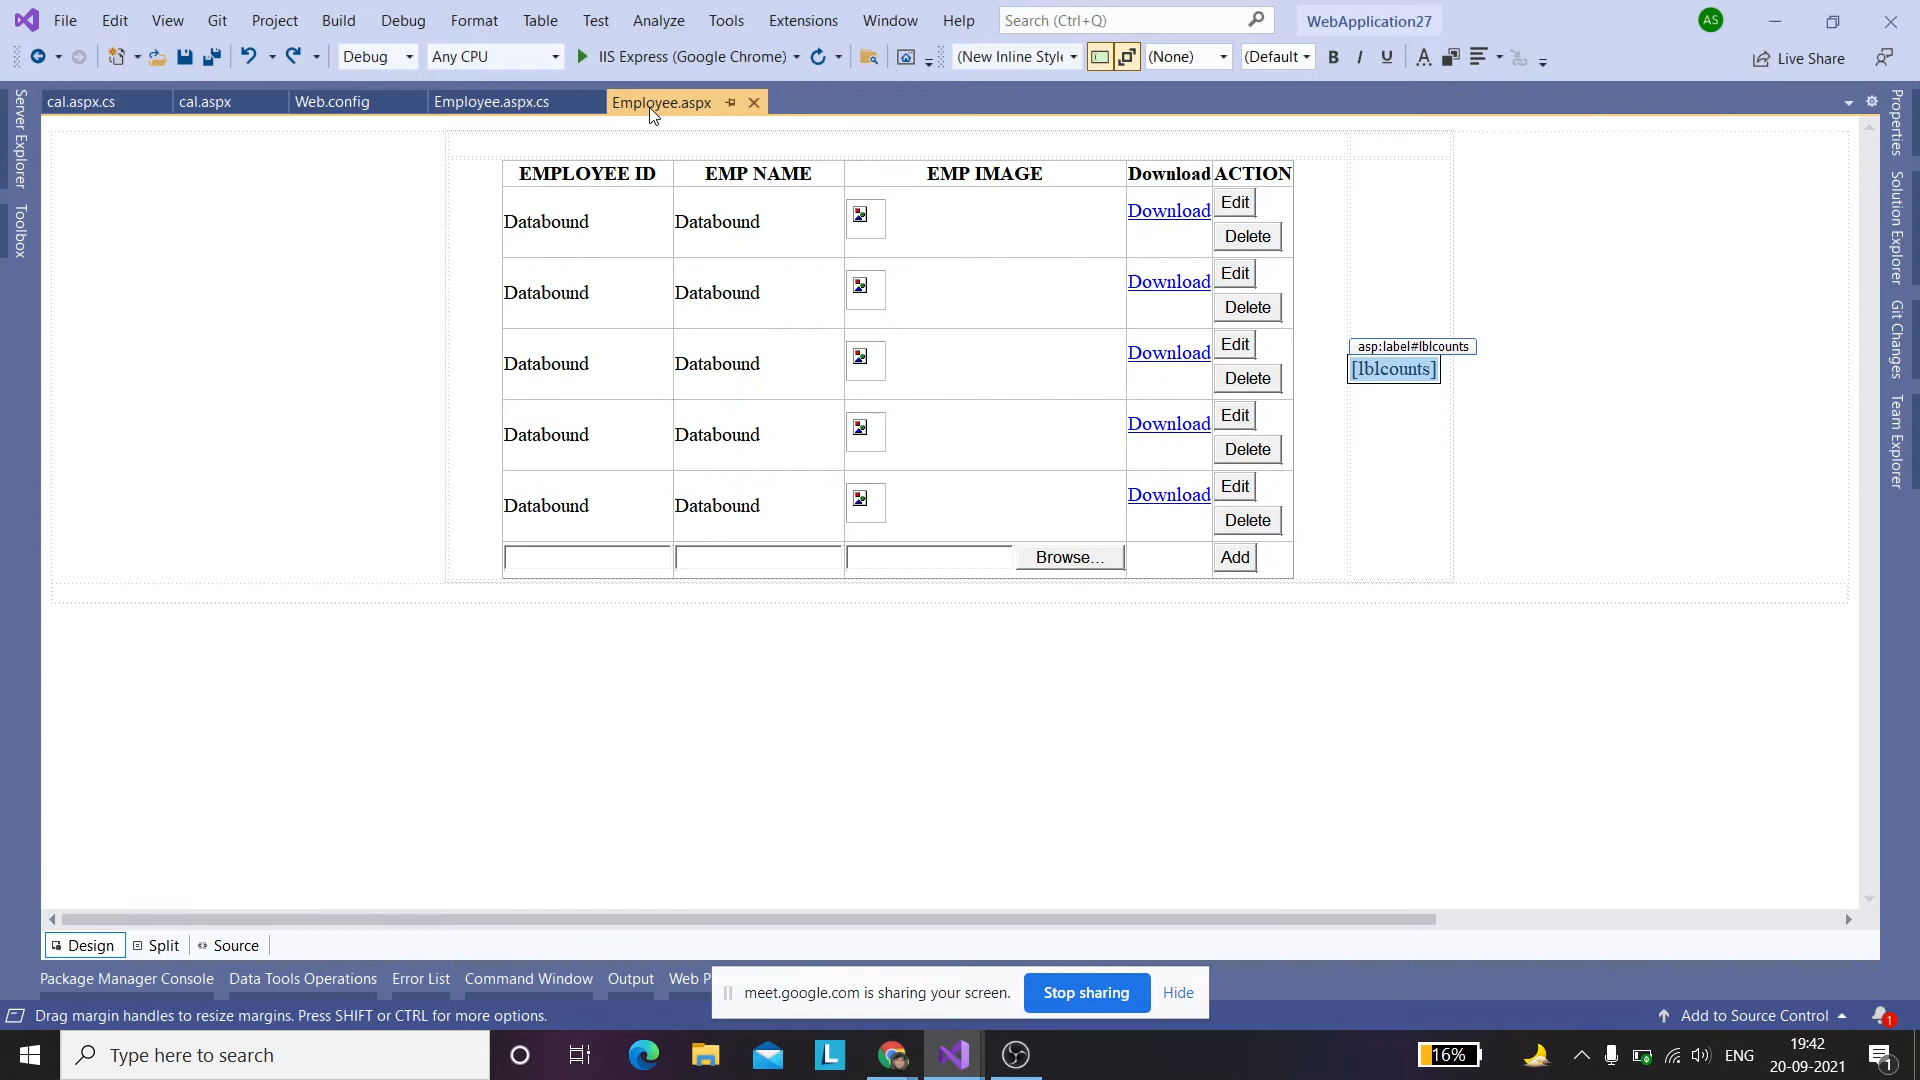 File Edit View Git Project Build Debug Format Table Test Analyze Tools Extensions Window Help Search (Ctrl+Q) WebApplication27 AS
Debug Any CPU IIS Express (Google Chrome) (New Inline Style (None) (Default B I U A Live Share
cal.aspx.cs cal.aspx Web.config Employee.aspx.cs Employee.aspx
Server Explorer
Toolbox
Properties
Solution Explorer
Git Changes
Team Explorer
EMPLOYEE ID EMP NAME EMP IMAGE Download ACTION
Databound Databound Download Edit
Delete
Databound Databound Download Edit
Delete
Databound Databound Download Edit
Delete
asp:label#lblcounts
[lblcounts]
Databound Databound Download Edit
Delete
Databound Databound Download Edit
Delete
Browse... Add
Design Split Source
Package Manager Console Data Tools Operations Error List Command Window Output Web P
meet.google.com is sharing your screen. Stop sharing Hide
Drag margin handles to resize margins. Press SHIFT or CTRL for more options. Add to Source Control 1
Type here to search L 16% ENG 19:42
20-09-2021 1